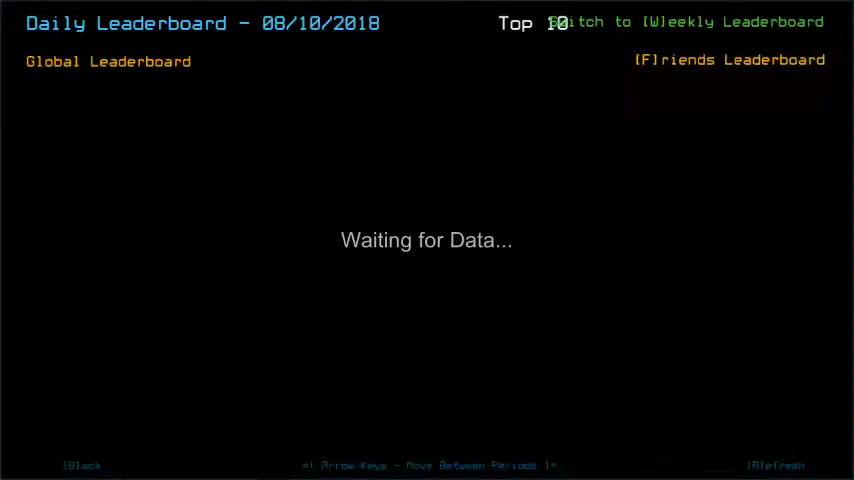 Daily Leaderboard - 08/10/2018 Top 10 Switch to [W]eekly Leaderboard
Global Leaderboard [F]riends Leaderboard
Waiting for Data...
[B]ack =[ Arrow Keys - Move Between Periods ]= [R]efresh